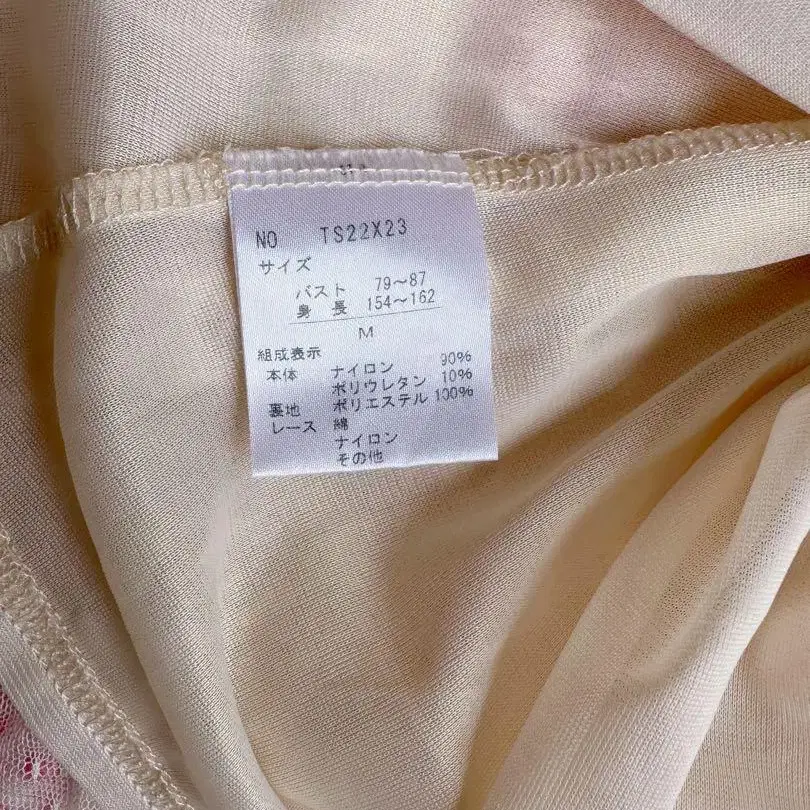 NO TS22X23
サイズ
バスト 79～87
身長 154～162
M
組成表示
本体 ナイロン 90%
ポリウレタン 10%
裏地 ポリエステル 100%
レース 綿
ナイロン
その他